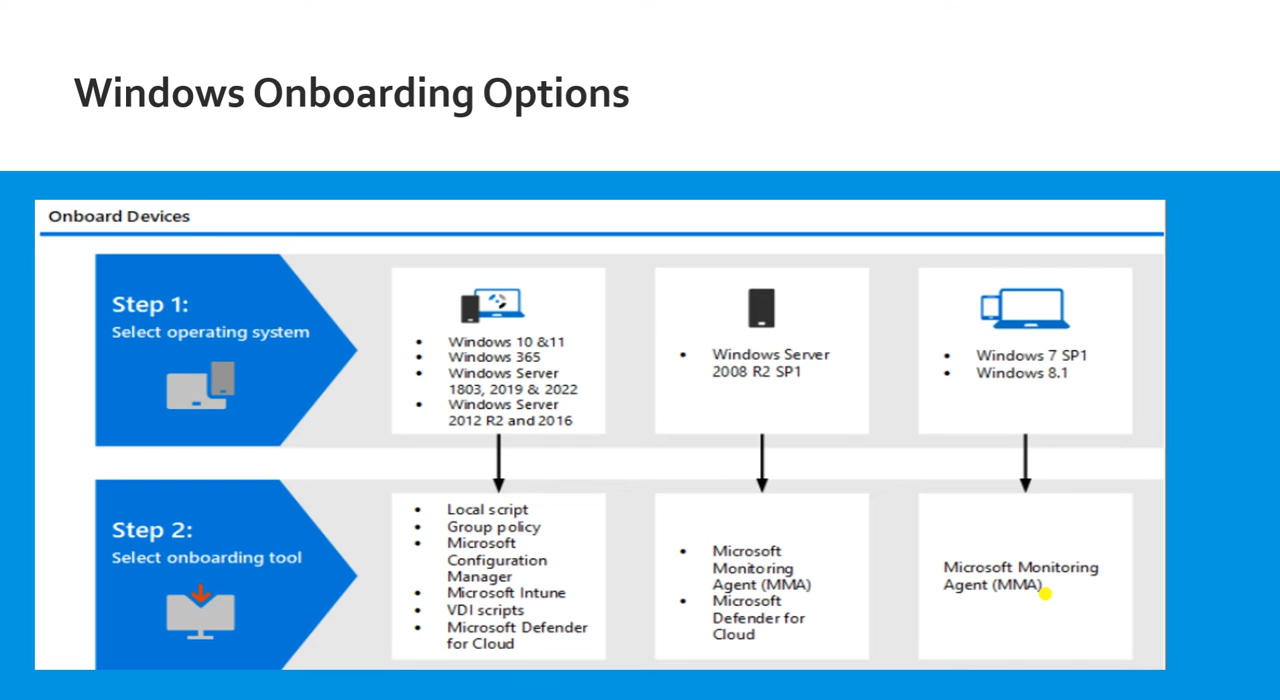 Windows Onboarding Options
Onboard Devices
Step 1:
Select operating system
• Windows 10 &11
• Windows 365
• Windows Server
1803, 2019 & 2022
• Windows Server
2012 R2 and 2016
• Windows Server
2008 R2 SP1
• Windows 7 SP1
• Windows 8.1
Step 2:
Select onboarding tool
• Local script
• Group policy
• Microsoft
Configuration
Manager
• Microsoft Intune
• VDI scripts
• Microsoft Defender
for Cloud
• Microsoft
Monitoring
Agent (MMA)
• Microsoft
Defender for
Cloud
Microsoft Monitoring
Agent (MMA)